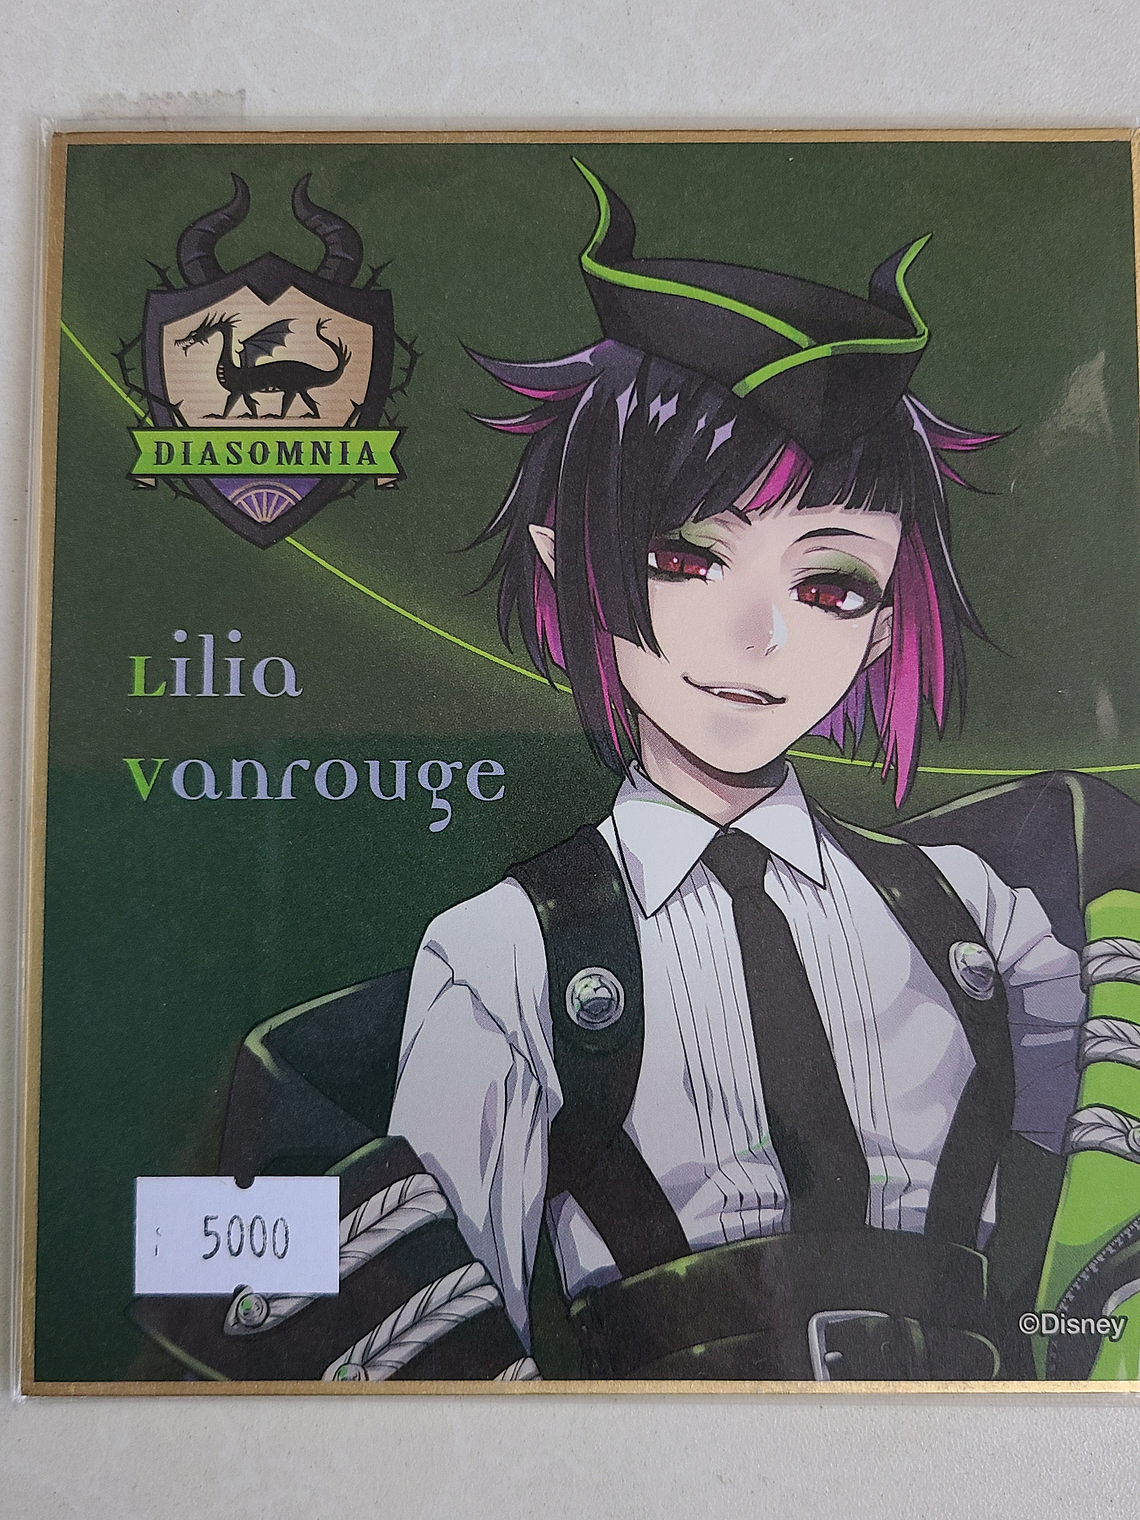 DIASOMNIA
Lilia
Vanrouge
5000
©Disney